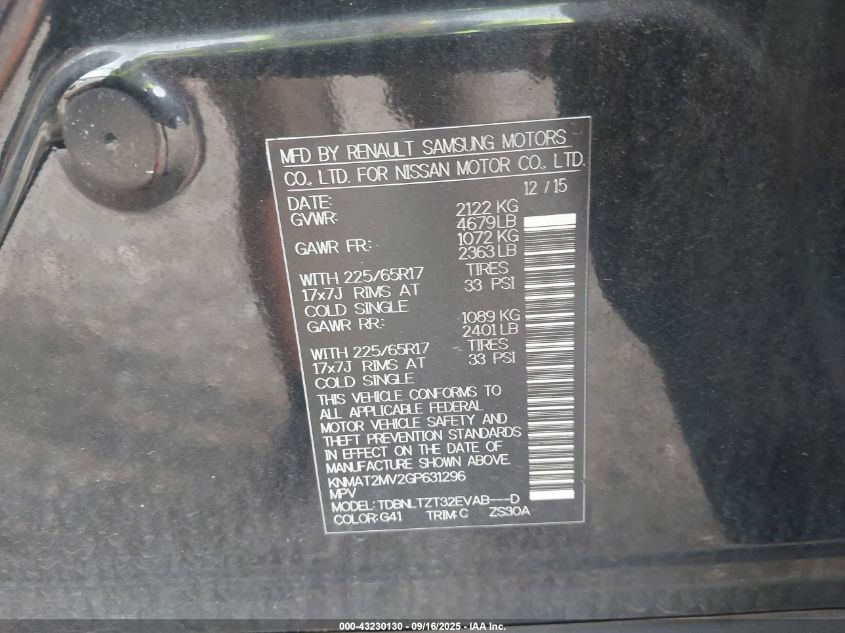 MFD BY RENAULT SAMSUNG MOTORS
CO., LTD. FOR NISSAN MOTOR CO., LTD.
DATE: 12 / 15
GVWR: 2122 KG
4679LB
GAWR FR: 1072 KG
2363 LB
WITH 225/65R17 TIRES
17x7J RIMS AT 33 PSI
COLD SINGLE
GAWR RR: 1089 KG
2401 LB
WITH 225/65R17 TIRES
17x7J RIMS AT 33 PSI
COLD SINGLE
THIS VEHICLE CONFORMS TO
ALL APPLICABLE FEDERAL
MOTOR VEHICLE SAFETY AND
THEFT PREVENTION STANDARDS
IN EFFECT ON THE DATE OF
MANUFACTURE SHOWN ABOVE.
KNMAT2MV2GP631296
MPV
MODEL: TDBNLTZT32EVAB---D
COLOR: G41 TRIM: C ZS30A
000-43230130 - 09/16/2025 - IAA Inc.